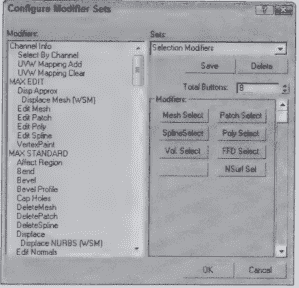 Configure Modifier Sets
Modifiers:
Channel Info
Select By Channel
UVW Mapping Add
UVW Mapping Clear
MAX EDIT
Disp Approx
Displace Mesh (WSM)
Edit Mesh
Edit Patch
Edit Poly
Edit Spline
VertexPaint
MAX STANDARD
Affect Region
Bend
Bevel
Bevel Profile
Cap Holes
DeleteMesh
DeletePatch
DeleteSpline
Displace
Displace NURBS (WSM)
Edit Normals
Sets:
Selection Modifiers
Save Delete
Total Buttons: 8
Modifiers:
Mesh Select Patch Select
SplineSelect Poly Select
Vol. Select FFD Select
NSurf Sel
OK Cancel